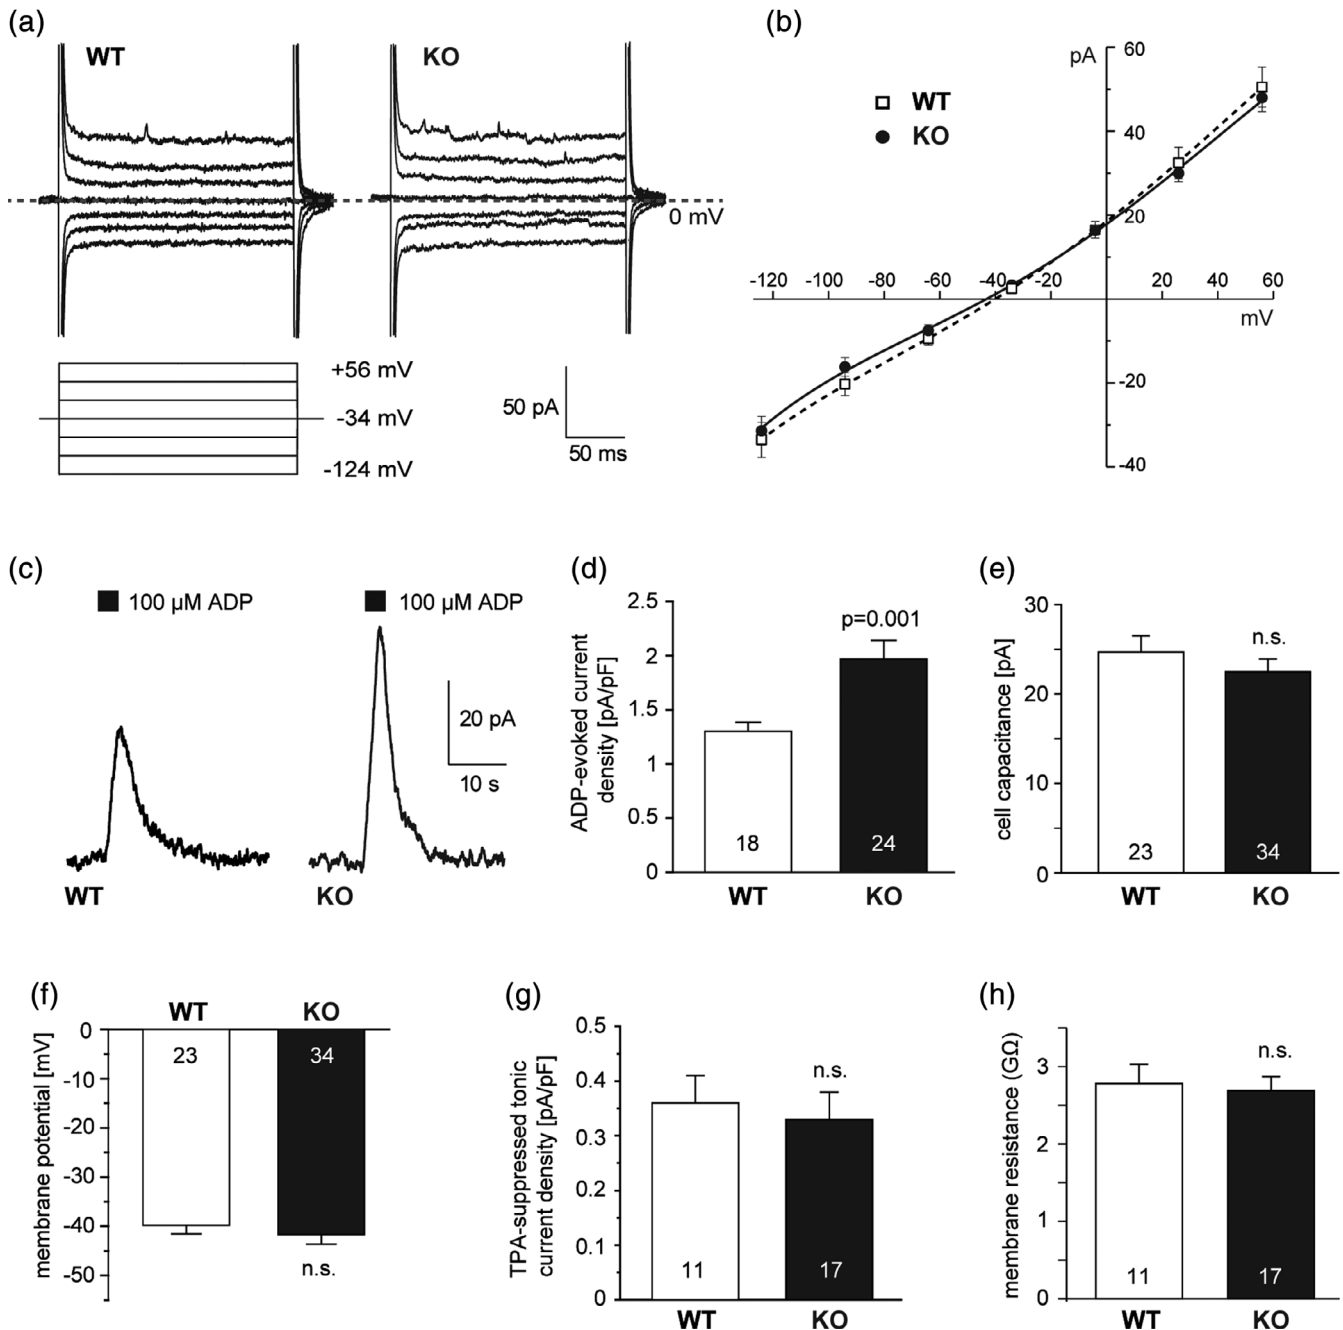 (a)
WT
KO
0 mV
+56 mV
-34 mV
-124 mV
50 pA
50 ms
(b)
pA
60
WT
KO
40
20
-120 -100 -80 -60 -40 -20 20 40 60
mV
-20
-40
(c)
100 µM ADP
100 µM ADP
20 pA
10 s
WT
KO
(d)
ADP-evoked current
density [pA/pF]
2.5
2
1.5
1
0.5
0
p=0.001
18
24
WT
KO
(e)
cell capacitance [pA]
30
20
10
0
n.s.
23
34
WT
KO
(f)
WT
KO
membrane potential [mV]
0
-10
-20
-30
-40
-50
23
34
n.s.
(g)
TPA-suppressed tonic
current density [pA/pF]
0.5
0.4
0.3
0.2
0.1
0
n.s.
11
17
WT
KO
(h)
membrane resistance (GΩ)
3
2
1
0
n.s.
11
17
WT
KO